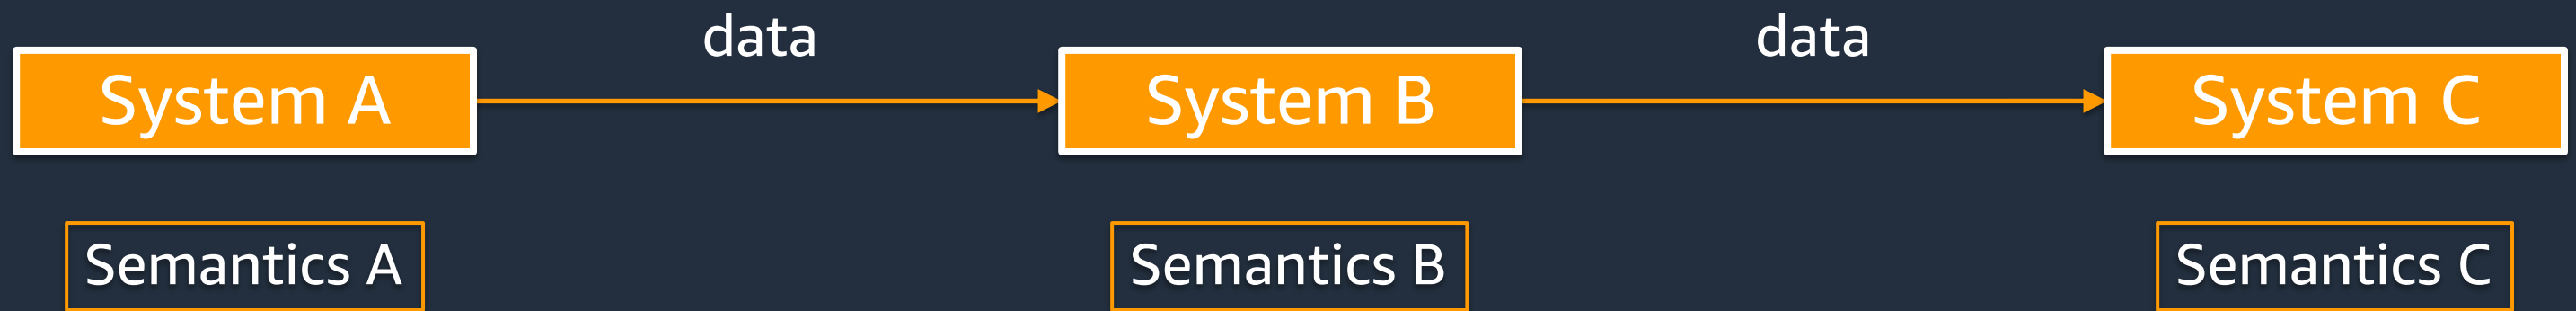 data
data
System A
System B
System C
Semantics A
Semantics B
Semantics C